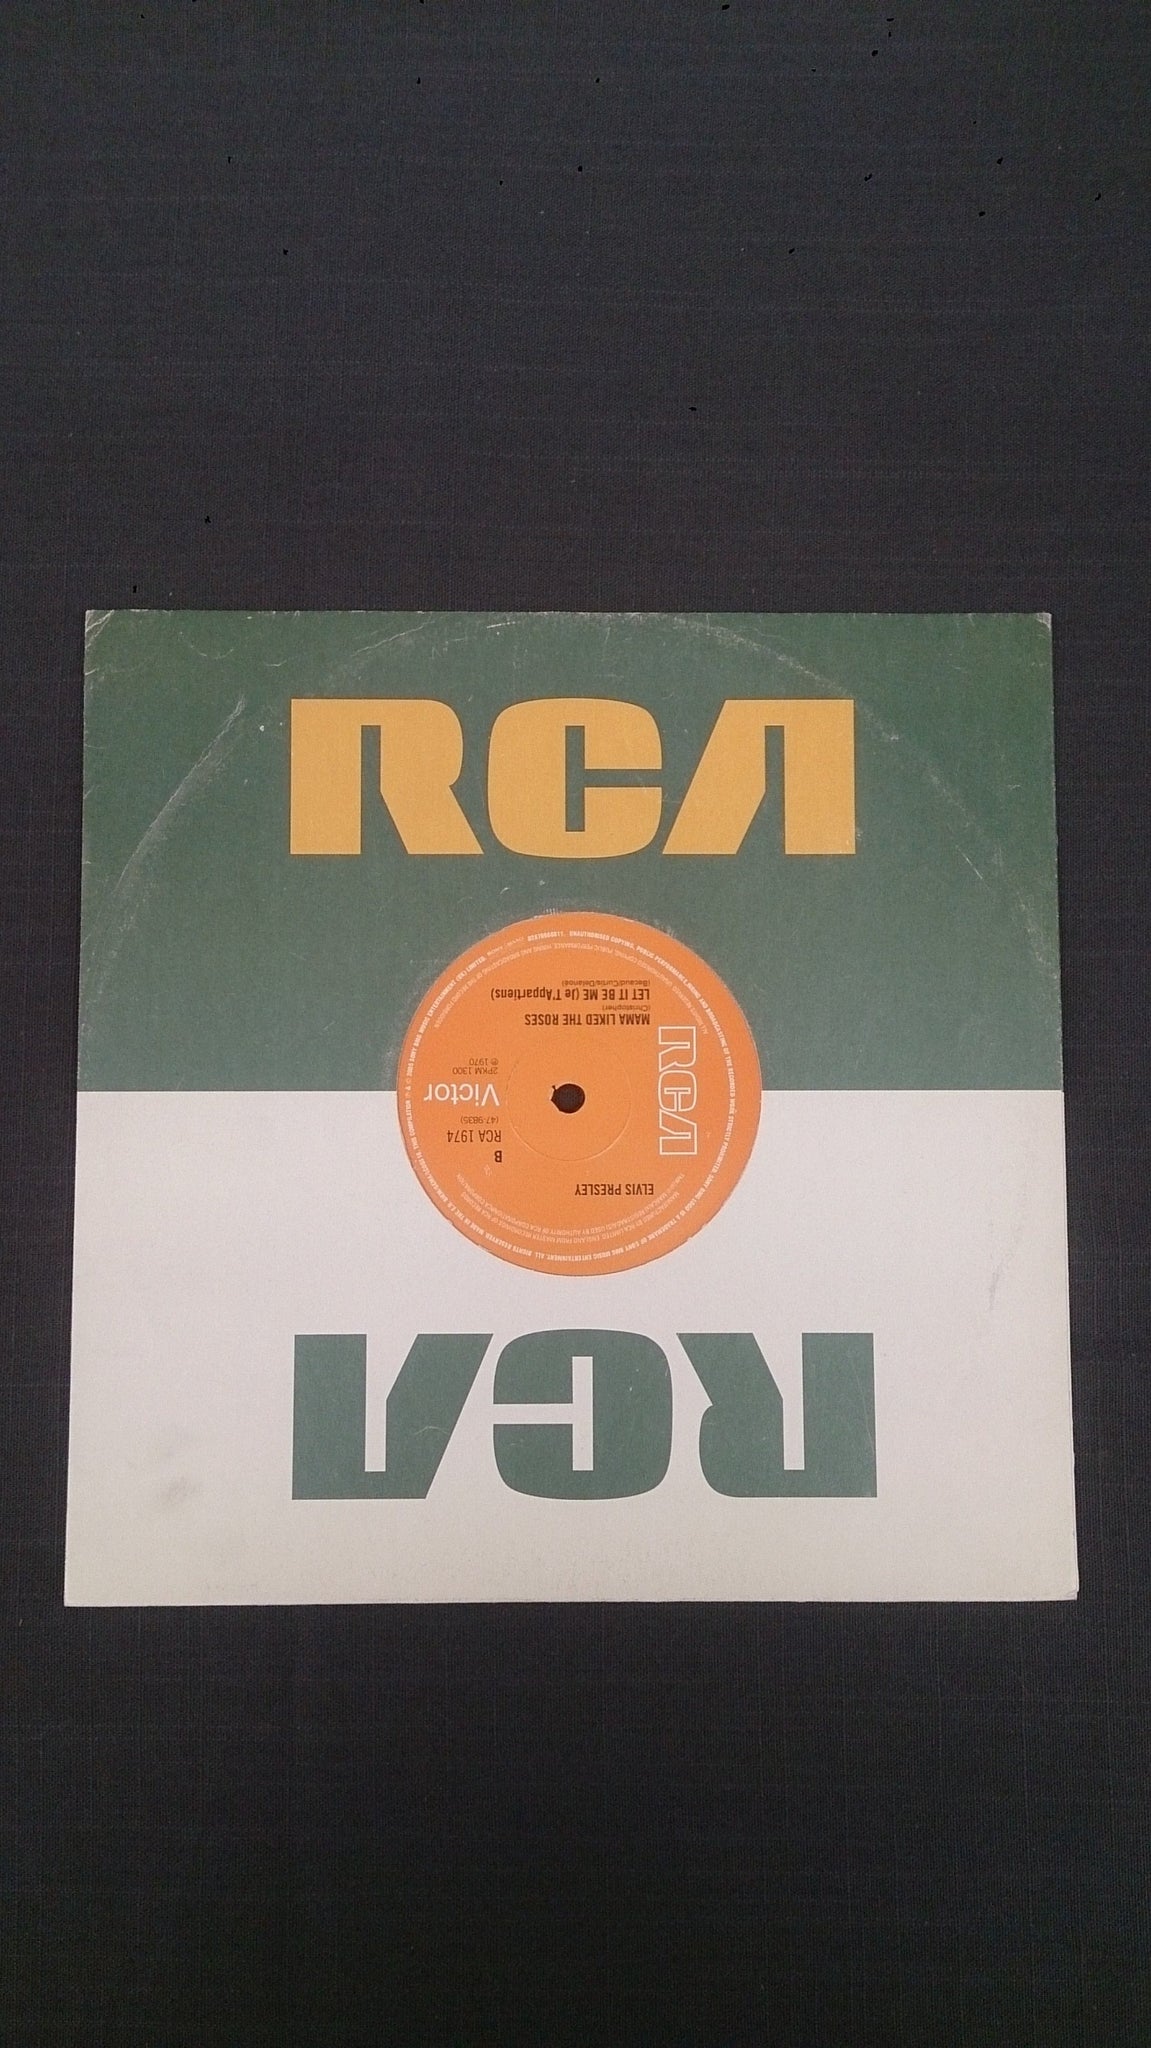 RCA
ELVIS PRESLEY
B
RCA 1974
(47-9835)
RCA
Victor
2PKM 1300
℗ 1970
MAMA LIKED THE ROSES
(Christopher)
LET IT BE ME (Je T'Appartiens)
(Becaud/Curtis/Delanoe)
RCA